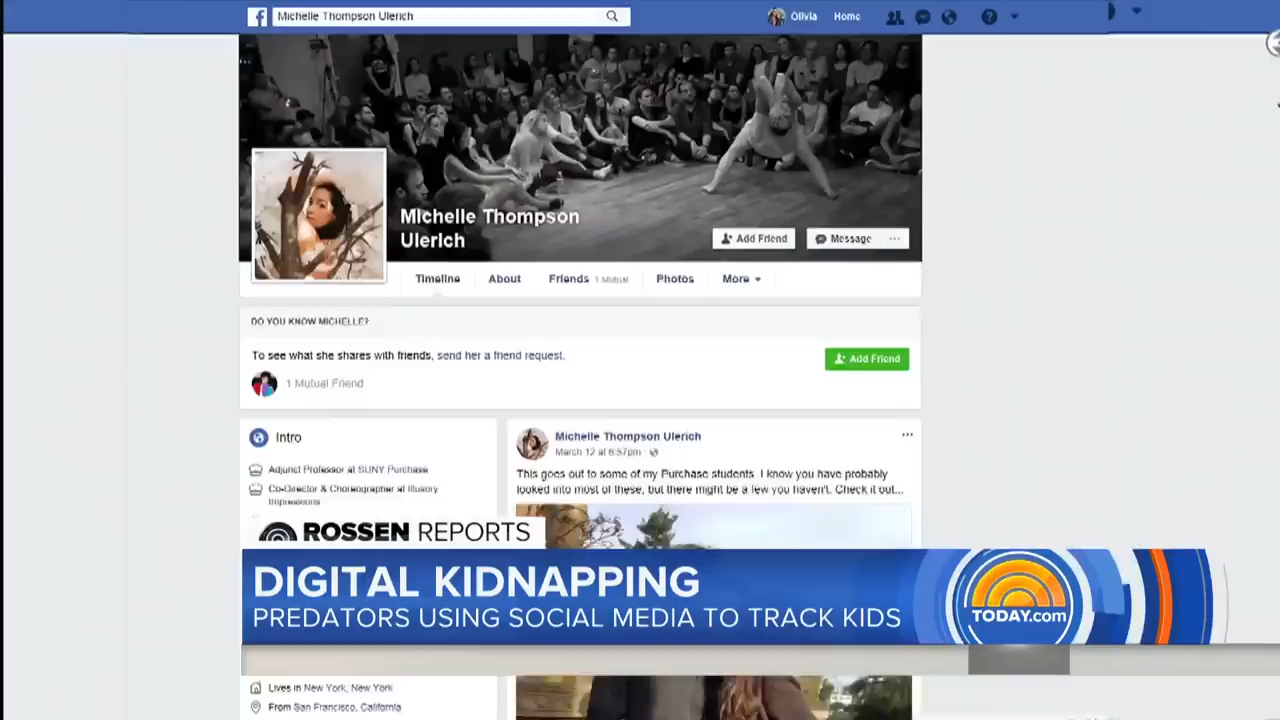 Michelle Thompson Ulerich
Olivia
Home
Michelle Thompson
Ulerich
Add Friend
Message
Timeline
About
Friends 1 Mutual
Photos
More
DO YOU KNOW MICHELLE?
To see what she shares with friends, send her a friend request.
Add Friend
1 Mutual Friend
Intro
Adjunct Professor at SUNY Purchase
Co-Director & Choreographer at Illusory
Impressions
Michelle Thompson Ulerich
March 12 at 6:57pm
This goes out to some of my Purchase students. I know you have probably
looked into most of these, but there might be a few you haven't. Check it out...
ROSSEN REPORTS
DIGITAL KIDNAPPING
PREDATORS USING SOCIAL MEDIA TO TRACK KIDS
TODAY.com
Lives in New York, New York
From San Francisco, California